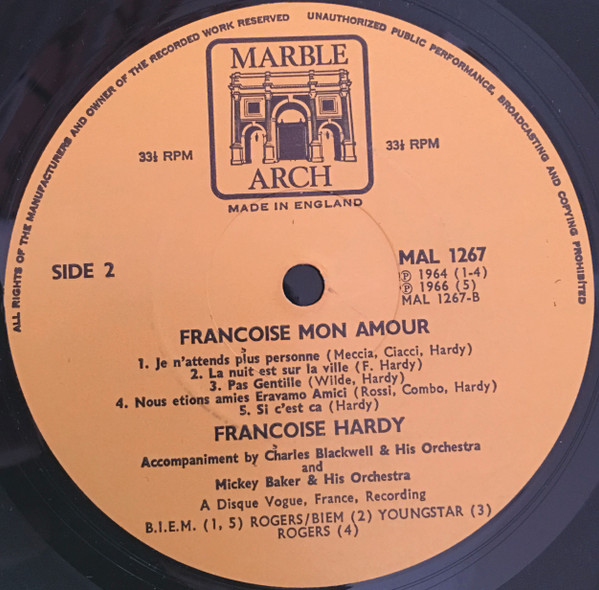 ALL RIGHTS OF THE MANUFACTURERS AND OWNER OF THE RECORDED WORK RESERVED UNAUTHORIZED PUBLIC PERFORMANCE, BROADCASTING AND COPYING PROHIBITED
MARBLE
ARCH
33⅓ RPM 33⅓ RPM
MADE IN ENGLAND
SIDE 2
MAL 1267
℗ 1964 (1-4)
℗ 1966 (5)
MAL 1267-B
FRANCOISE MON AMOUR
1. Je n'attends plus personne (Meccia, Ciacci, Hardy)
2. La nuit est sur la ville (F. Hardy)
3. Pas Gentille (Wilde, Hardy)
4. Nous etions amies Eravamo Amici (Rossi, Combo, Hardy)
5. Si c'est ca (Hardy)
FRANCOISE HARDY
Accompaniment by Charles Blackwell & His Orchestra
and
Mickey Baker & His Orchestra
A Disque Vogue, France, Recording
B.I.E.M. (1, 5) ROGERS/BIEM (2) YOUNGSTAR (3)
ROGERS (4)